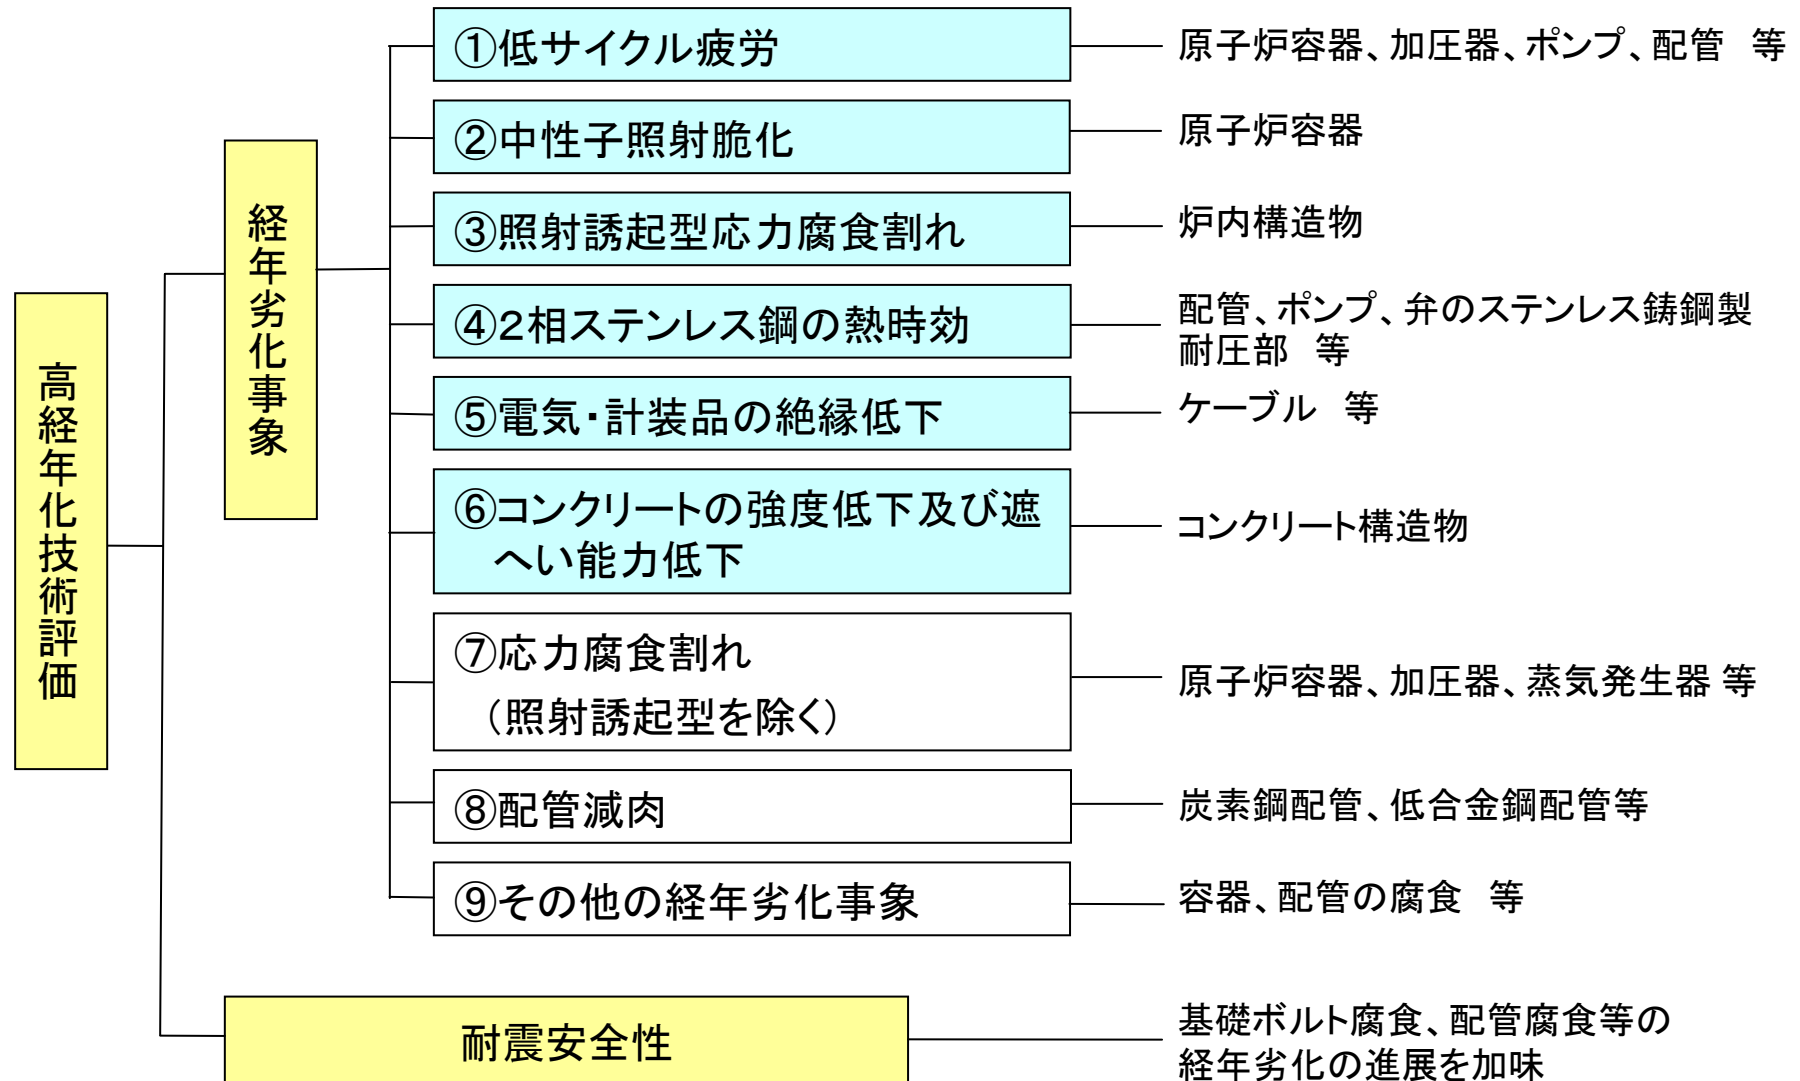 高経年化技術評価
経年劣化事象
①低サイクル疲労
原子炉容器、加圧器、ポンプ、配管　等
②中性子照射脆化
原子炉容器
③照射誘起型応力腐食割れ
炉内構造物
④２相ステンレス鋼の熱時効
配管、ポンプ、弁のステンレス鋳鋼製
耐圧部　等
⑤電気・計装品の絶縁低下
ケーブル　等
⑥コンクリートの強度低下及び遮
へい能力低下
コンクリート構造物
⑦応力腐食割れ
（照射誘起型を除く）
原子炉容器、加圧器、蒸気発生器 等
⑧配管減肉
炭素鋼配管、低合金鋼配管等
⑨その他の経年劣化事象
容器、配管の腐食　等
耐震安全性
基礎ボルト腐食、配管腐食等の
経年劣化の進展を加味